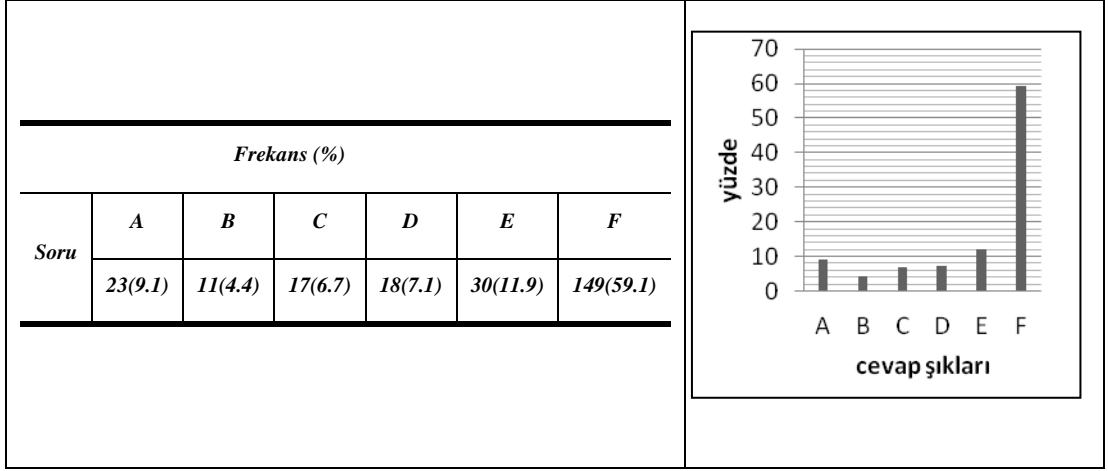 Frekans (%)
Soru
A B C D E F
23(9.1) 11(4.4) 17(6.7) 18(7.1) 30(11.9) 149(59.1)
70
60
50
40
30
20
10
0
yüzde
A B C D E F
cevap şıkları